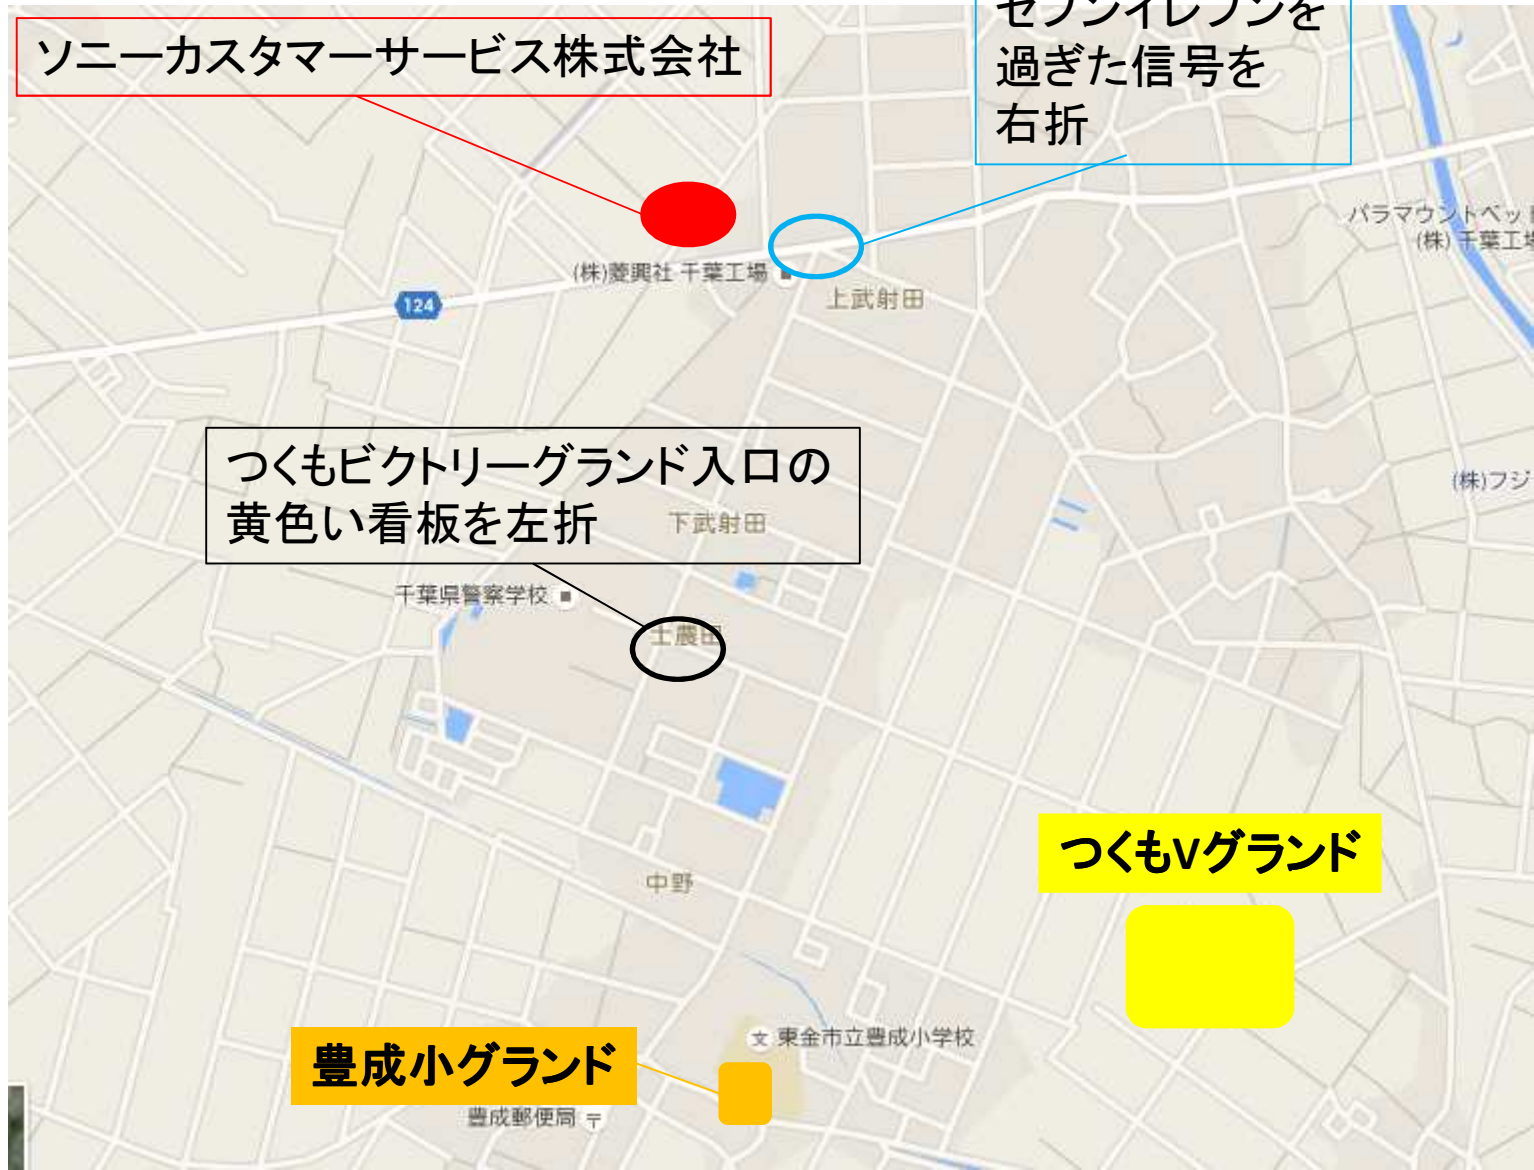 セブンイレブンを
過ぎた信号を
右折
ソニーカスタマーサービス株式会社
パラマウントベッド
(株)千葉工場
(株)菱興社 千葉工場
上武射田
124
つくもビクトリーグランド入口の
黄色い看板を左折
下武射田
(株)フジ
千葉県警察学校
士農田
つくもVグランド
中野
文 東金市立豊成小学校
豊成小グランド
豊成郵便局 〒